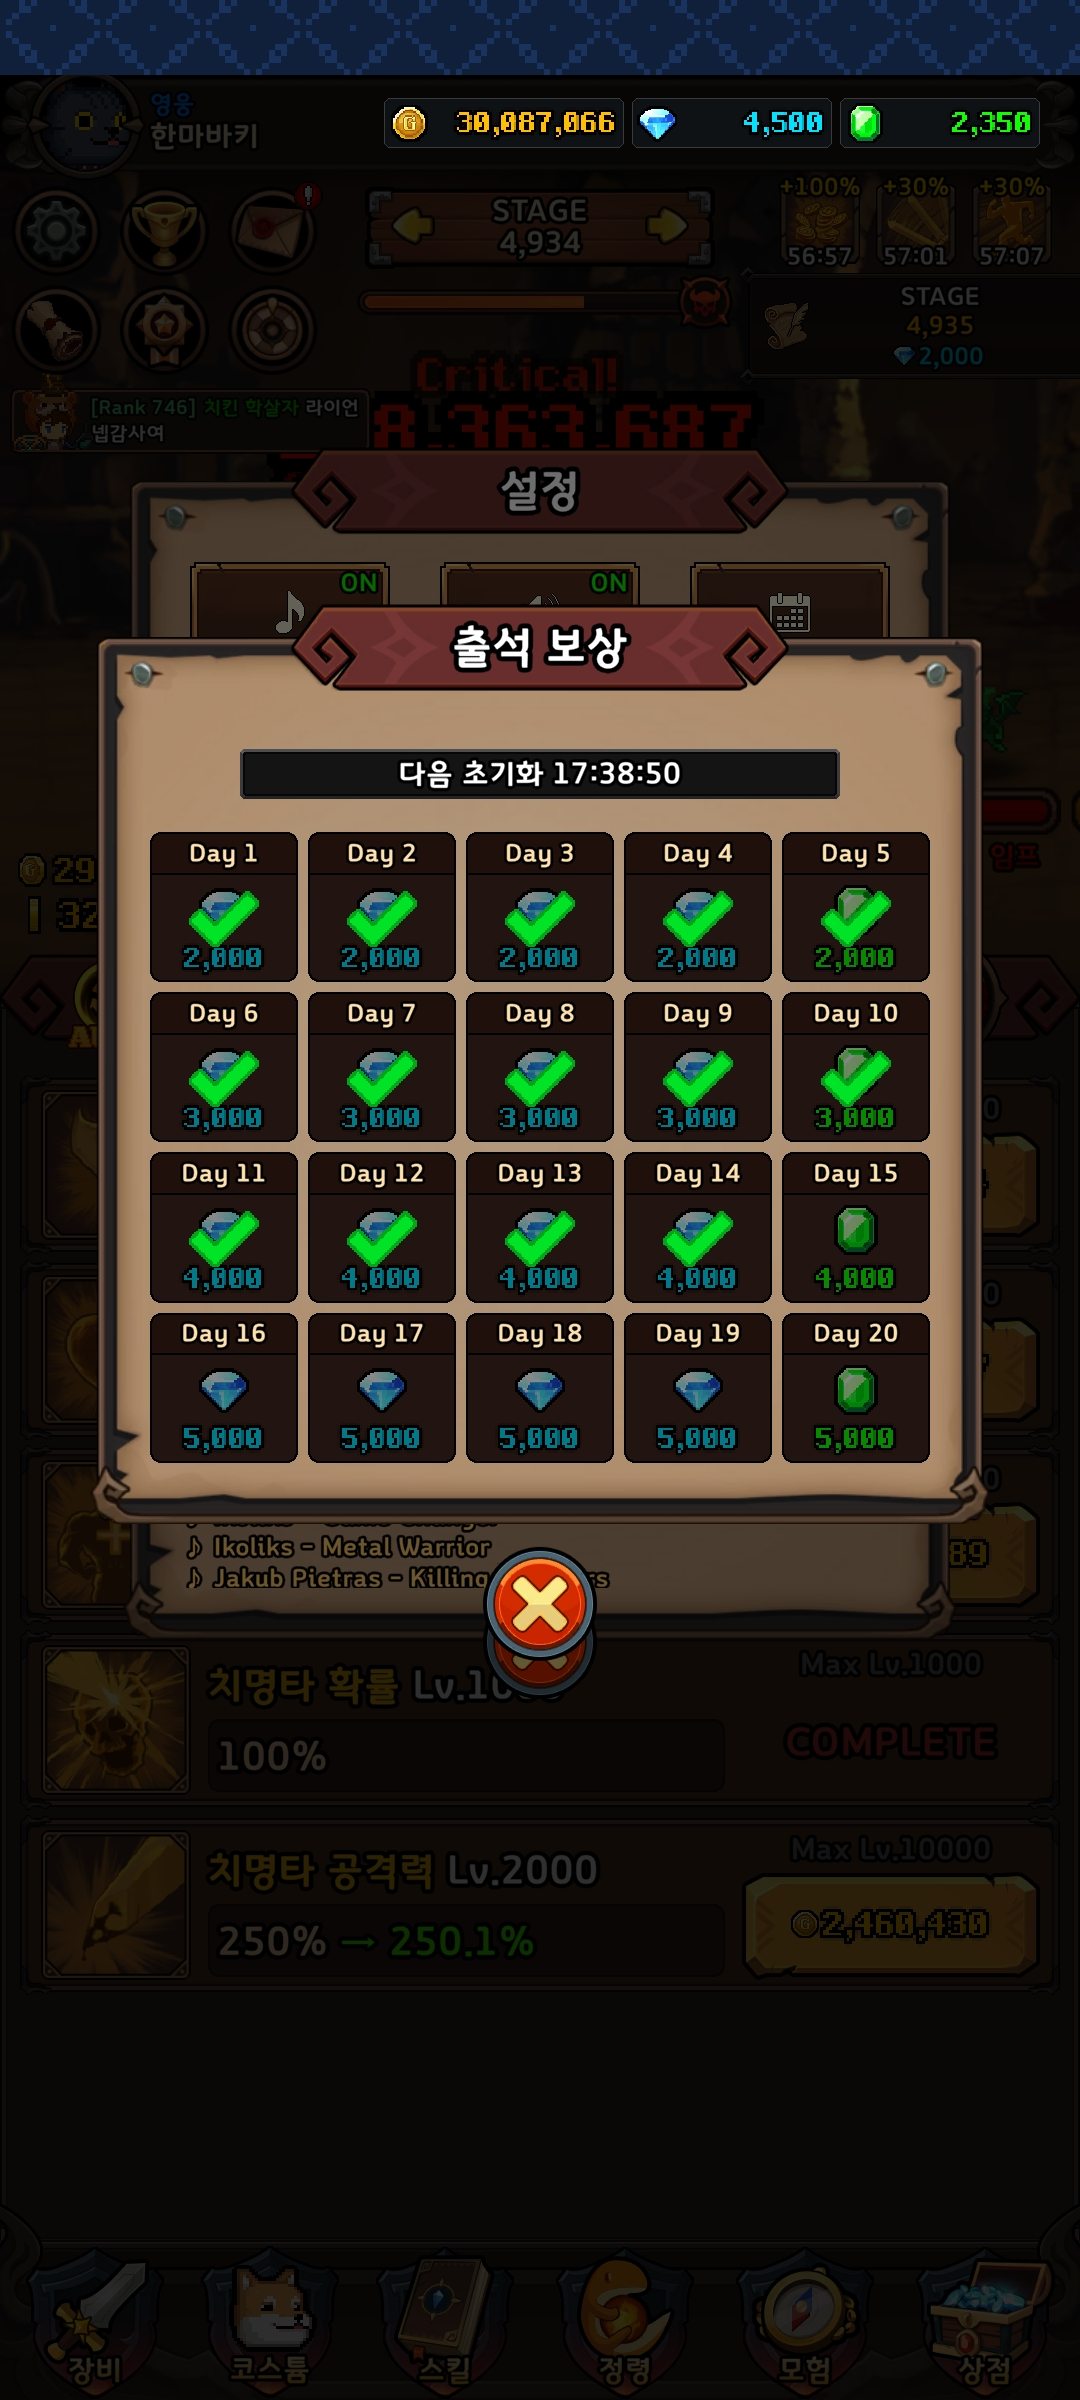 영웅
한마바키
30,087,066
4,500
2,350
STAGE
4,934
+100%
+30%
+30%
56:57
57:01
57:07
STAGE
4,935
2,000
Critical!
8,363,687
[Rank 746] 치킨 학살자 라이언
넵감사여
설정
ON
ON
출석 보상
다음 초기화 17:38:50
Day 1
Day 2
Day 3
Day 4
Day 5
2,000
2,000
2,000
2,000
2,000
Day 6
Day 7
Day 8
Day 9
Day 10
3,000
3,000
3,000
3,000
3,000
Day 11
Day 12
Day 13
Day 14
Day 15
4,000
4,000
4,000
4,000
4,000
Day 16
Day 17
Day 18
Day 19
Day 20
5,000
5,000
5,000
5,000
5,000
임프
29
32
♪ Ikoliks - Metal Warrior
♪ Jakub Pietras - Killing
89
치명타 확률
Max Lv.1000
100%
COMPLETE
치명타 공격력 Lv.2000
Max Lv.10000
250% → 250.1%
2,460,430
장비
코스튬
스킬
정령
모험
상점